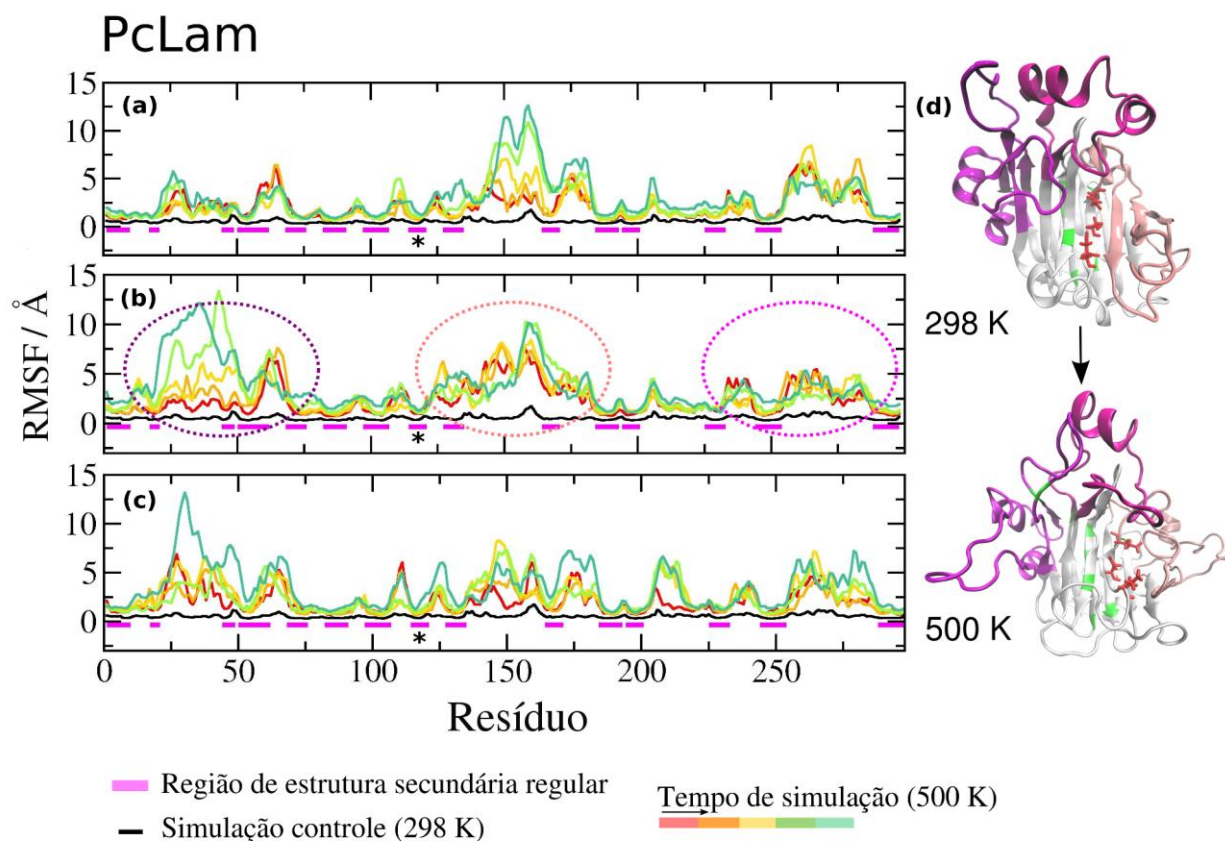 PcLam
(a)
15
10
5
0
*
(b)
15
10
5
0
*
(c)
15
10
5
0
*
RMSF / Å
0 50 100 150 200 250
Resíduo
(d)
298 K
500 K
Região de estrutura secundária regular
Simulação controle (298 K)
Tempo de simulação (500 K)